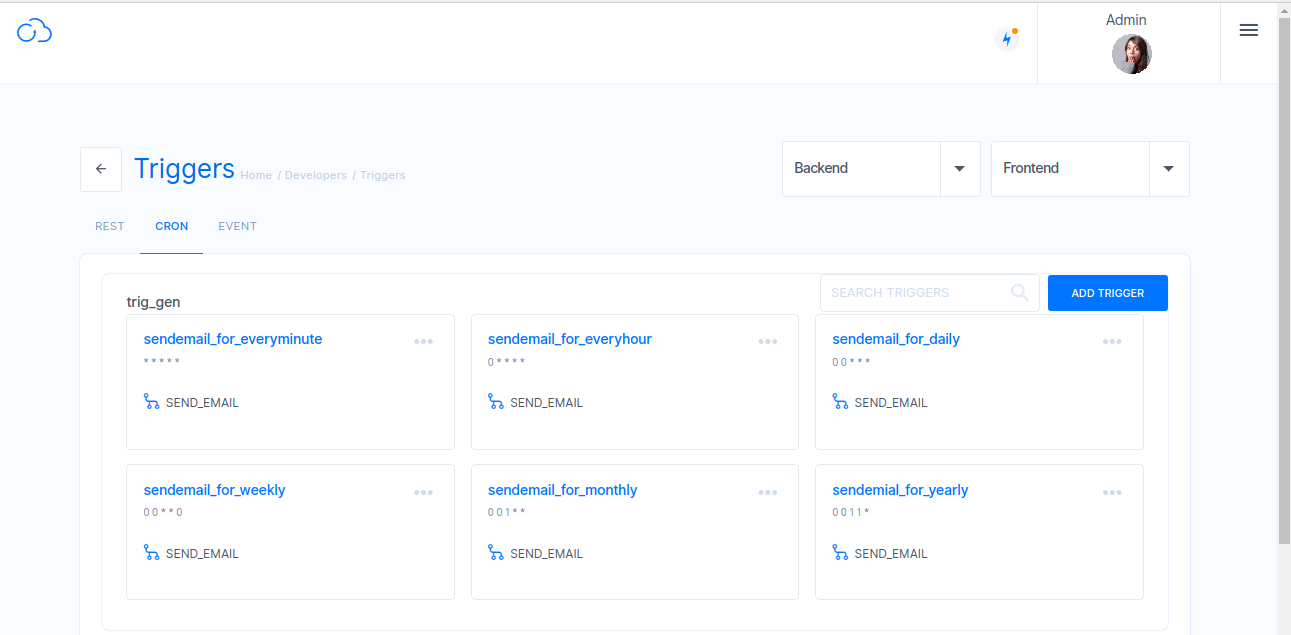 Admin
Triggers Home / Developers / Triggers
Backend
Frontend
REST CRON EVENT
trig_gen
SEARCH TRIGGERS
ADD TRIGGER
sendemail_for_everyminute
* * * * *
SEND_EMAIL
sendemail_for_everyhour
0 * * * *
SEND_EMAIL
sendemail_for_daily
0 0 * * *
SEND_EMAIL
sendemail_for_weekly
0 0 * * 0
SEND_EMAIL
sendemail_for_monthly
0 0 1 * *
SEND_EMAIL
sendemial_for_yearly
0 0 1 1 *
SEND_EMAIL